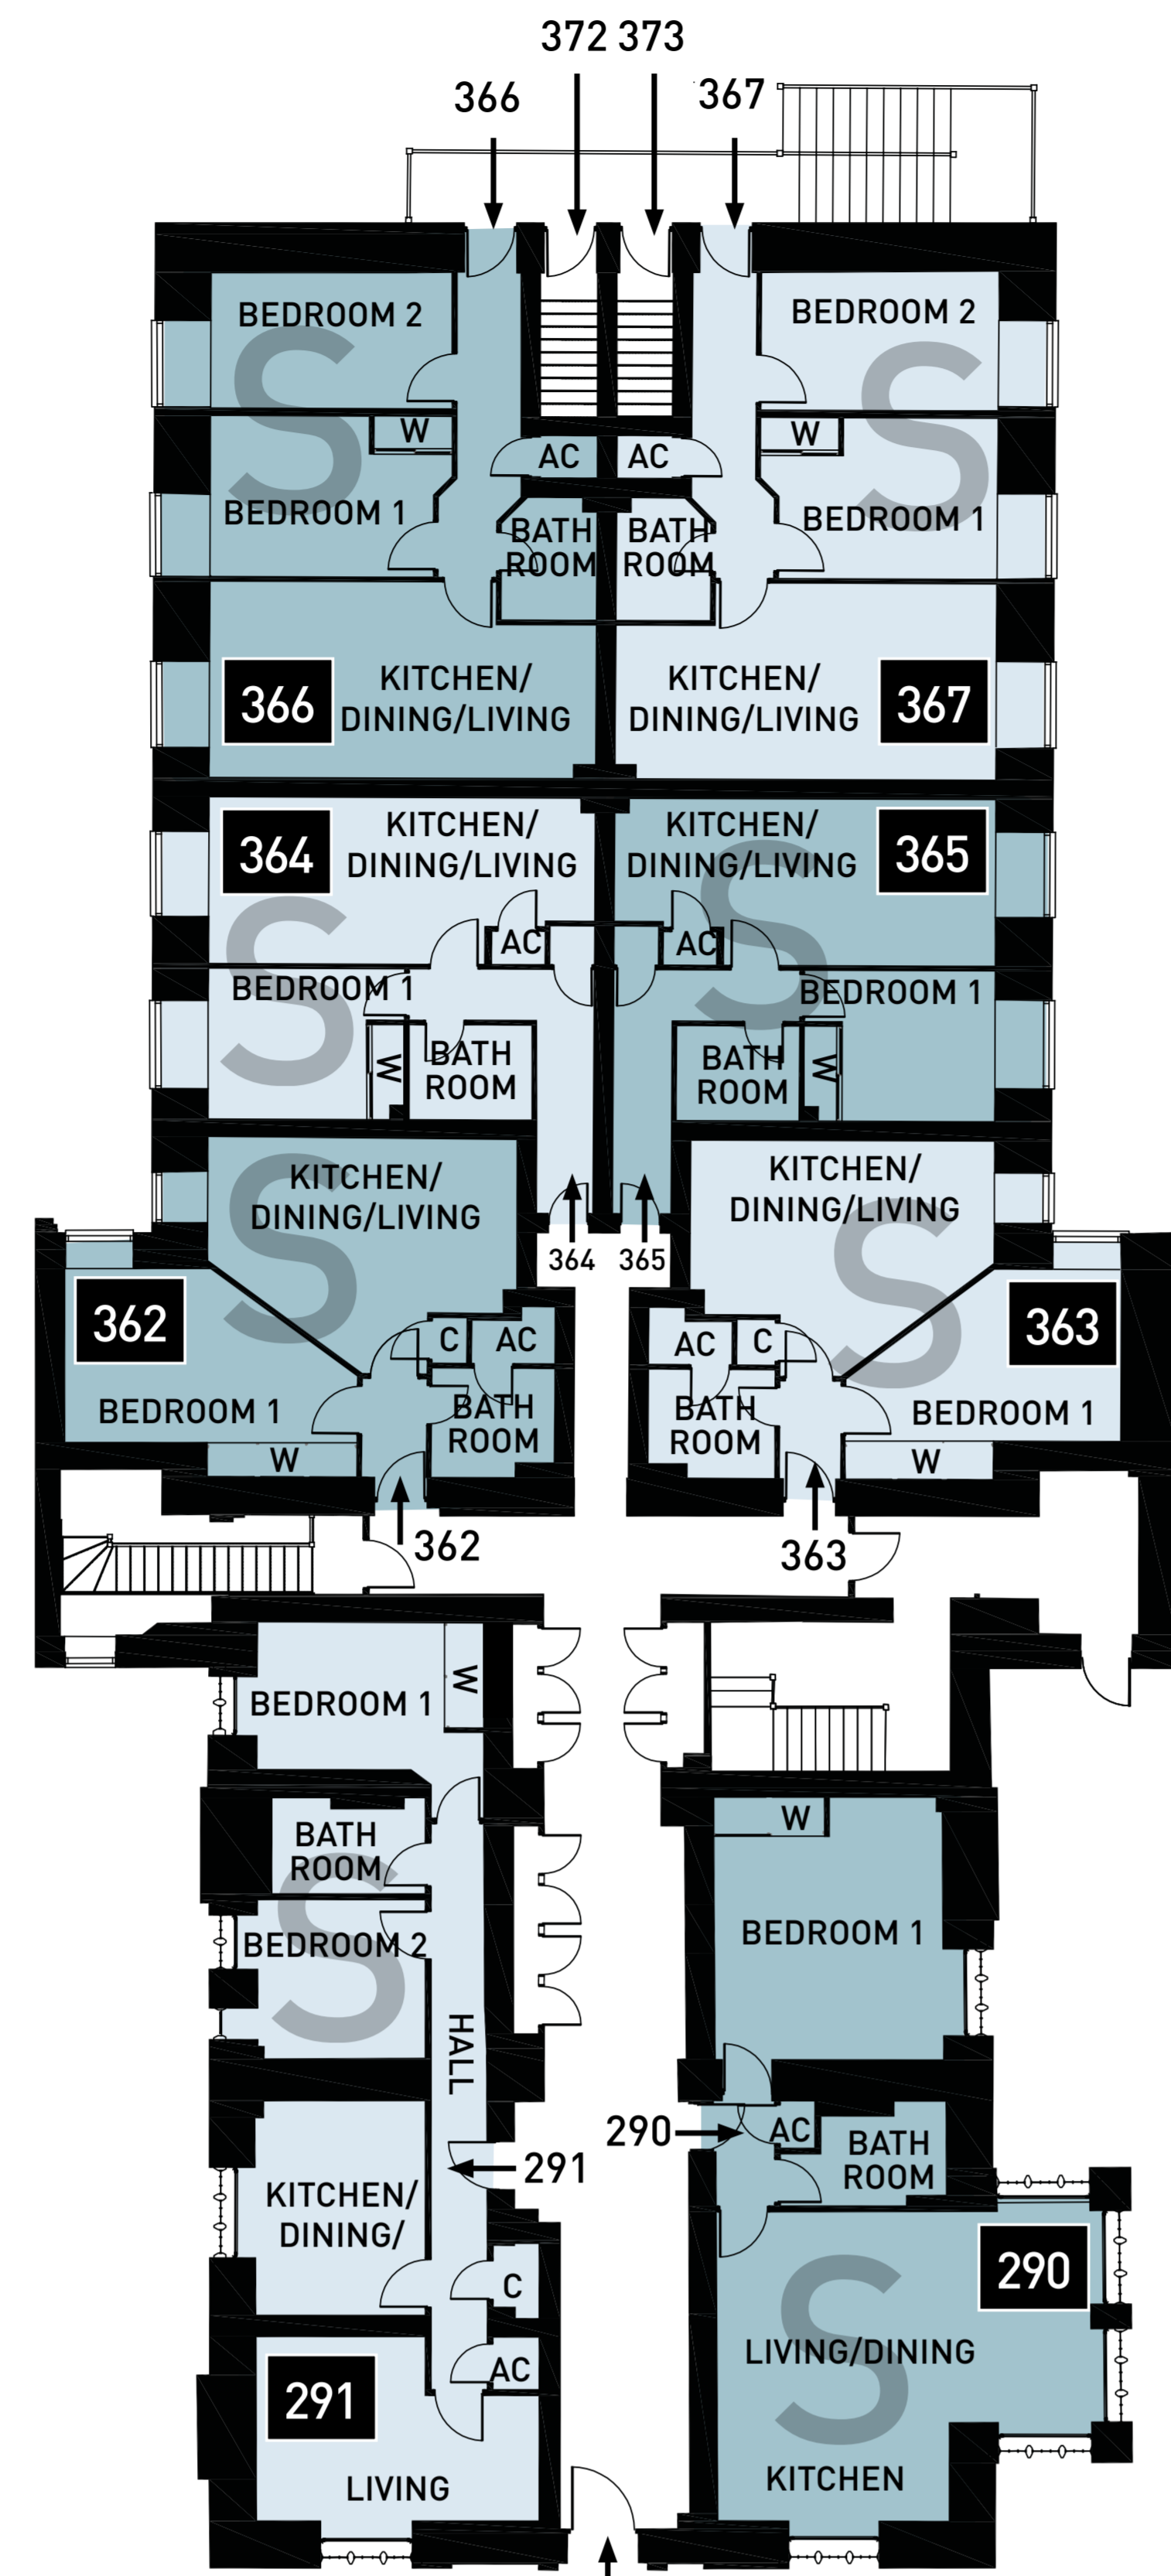 372 373
366
367
BEDROOM 2
BEDROOM 2
S
S
W
W
AC
AC
BEDROOM 1
BEDROOM 1
BATH
ROOM
BATH
ROOM
KITCHEN/
DINING/LIVING
366
KITCHEN/
DINING/LIVING
367
KITCHEN/
DINING/LIVING
364
KITCHEN/
DINING/LIVING
365
S
S
AC
AC
BEDROOM 1
BEDROOM 1
BATH
ROOM
W
BATH
ROOM
W
KITCHEN/
DINING/LIVING
KITCHEN/
DINING/LIVING
S
S
364
365
362
363
C
AC
AC
C
BEDROOM 1
BATH
ROOM
BATH
ROOM
BEDROOM 1
W
W
362
363
W
BEDROOM 1
BATH
ROOM
W
S
BEDROOM 2
BEDROOM 1
HALL
290
AC
BATH
ROOM
291
KITCHEN/
DINING/
290
C
S
LIVING/DINING
AC
291
LIVING
KITCHEN